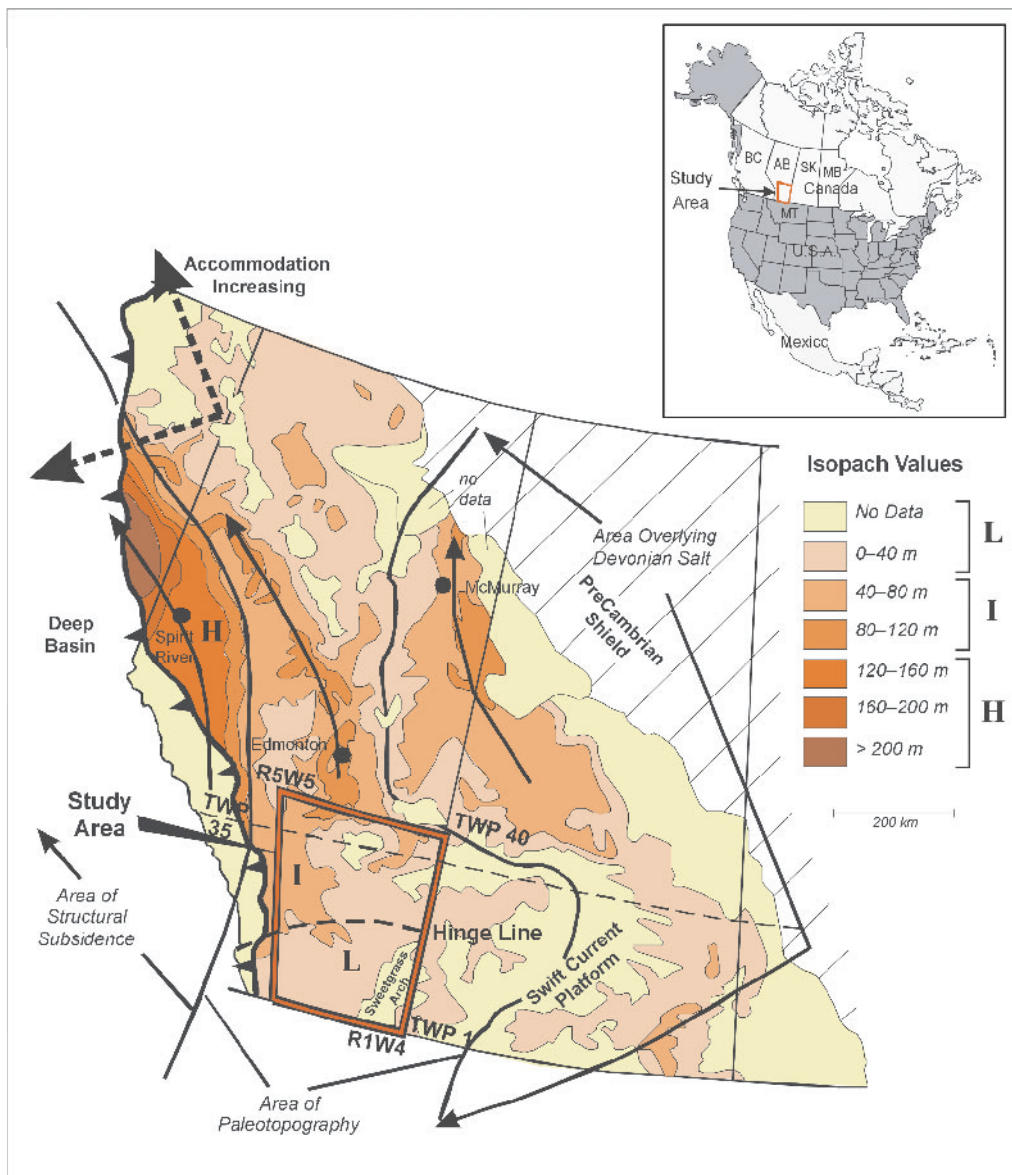 BC
AB
SK
MB
Canada
Study
Area
MT
U.S.A.
Mexico
Accommodation
Increasing
Isopach Values
No Data
0–40 m
L
40–80 m
80–120 m
I
120–160 m
160–200 m
H
> 200 m
200 km
no
data
Area Overlying
Devonian Salt
McMurray
PreCambrian
Shield
Deep
Basin
Spirit
River
H
Edmonton
R5W5
TWP
35
TWP 40
Study
Area
I
Area of
Structural
Subsidence
Hinge Line
L
Sweetgrass
Arch
Swift Current
Platform
TWP 1
R1W4
Area of
Paleotopography